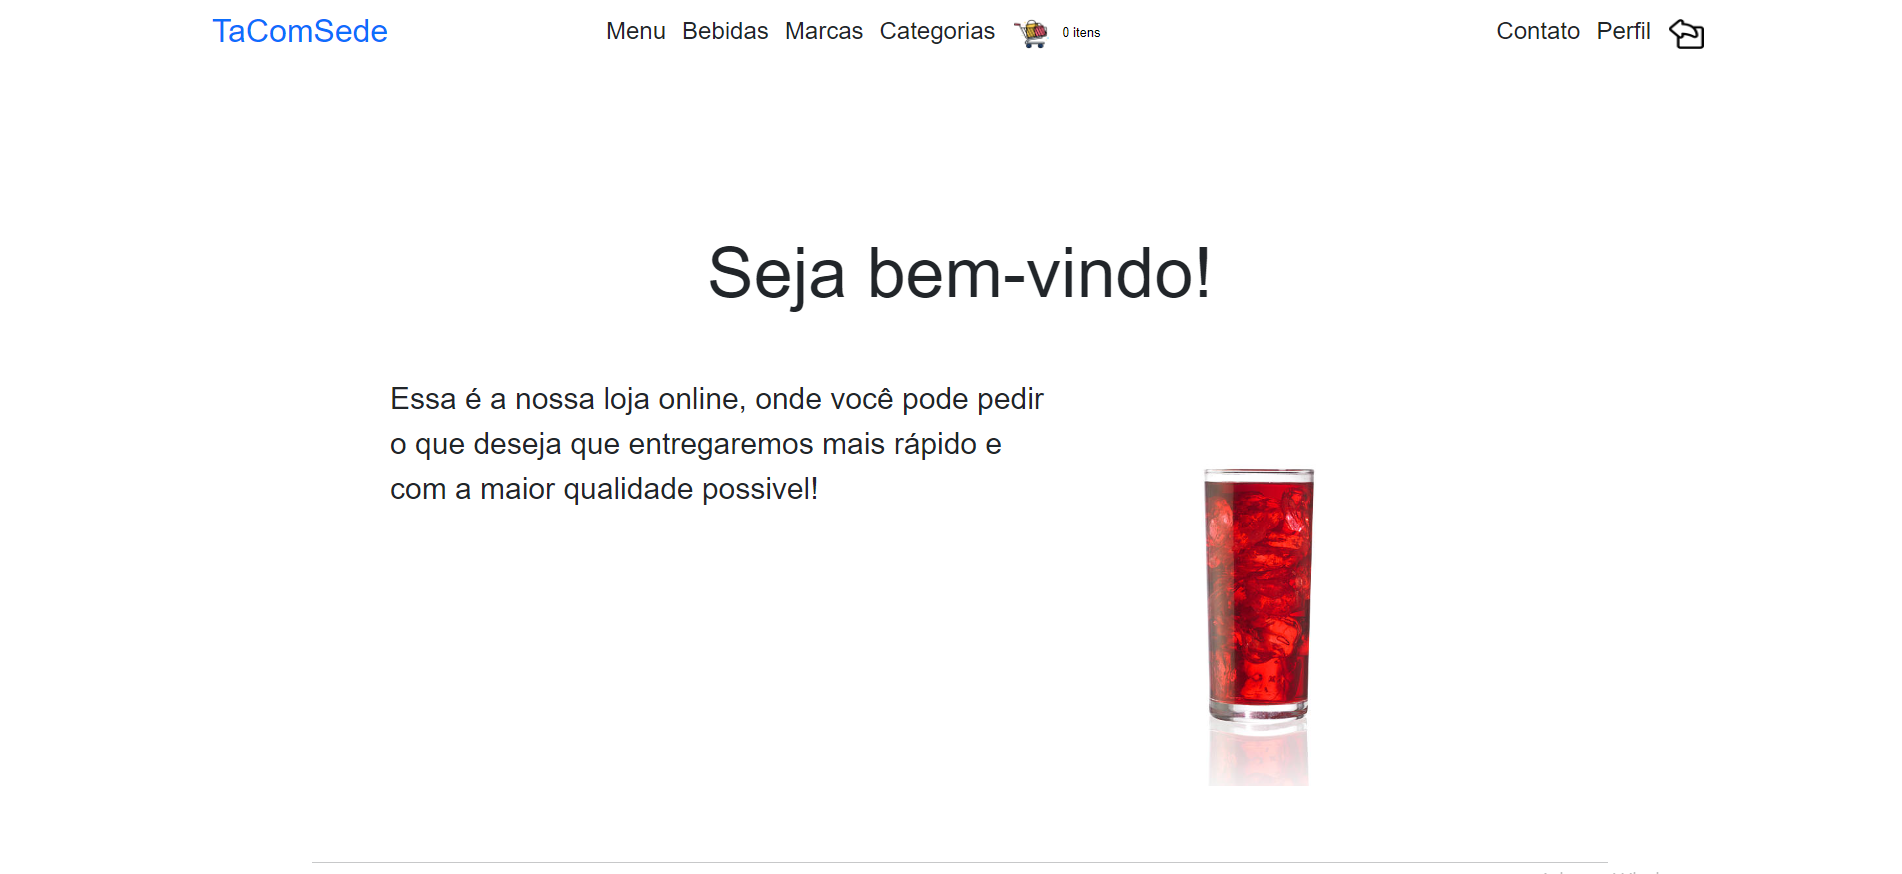 TaComSede Menu Bebidas Marcas Categorias 0 itens Contato Perfil
Seja bem-vindo!
Essa é a nossa loja online, onde você pode pedir
o que deseja que entregaremos mais rápido e
com a maior qualidade possivel!